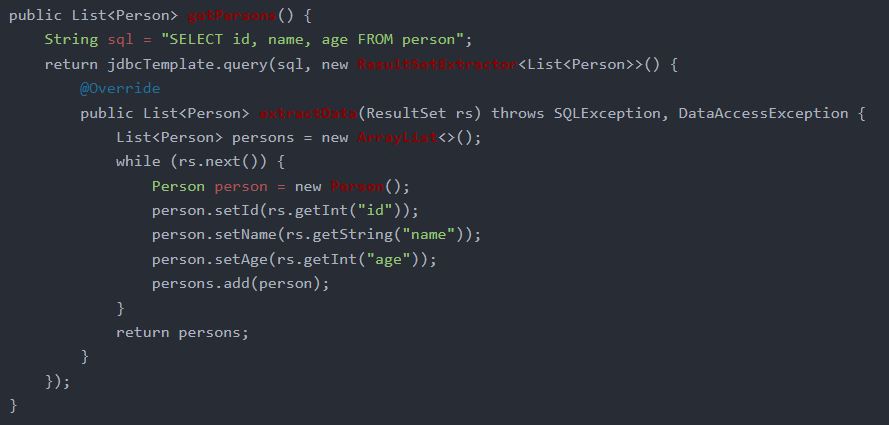 public List<Person> getPersons() {
    String sql = "SELECT id, name, age FROM person";
    return jdbcTemplate.query(sql, new ResultSetExtractor<List<Person>>() {
        @Override
        public List<Person> extractData(ResultSet rs) throws SQLException, DataAccessException {
            List<Person> persons = new ArrayList<>();
            while (rs.next()) {
                Person person = new Person();
                person.setId(rs.getInt("id"));
                person.setName(rs.getString("name"));
                person.setAge(rs.getInt("age"));
                persons.add(person);
            }
            return persons;
        }
    });
}